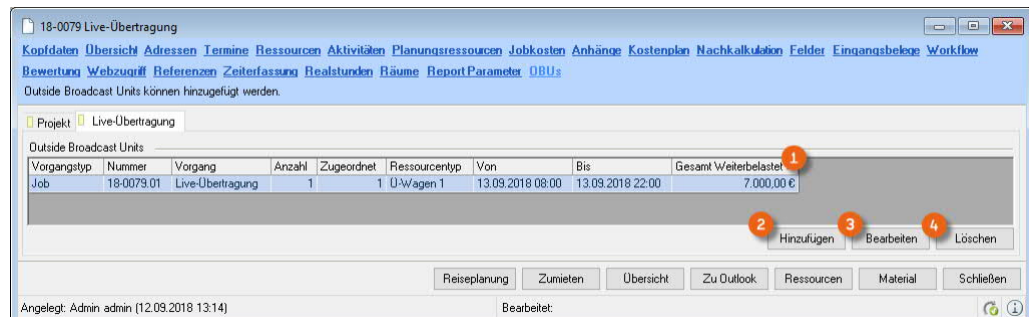 18-0079 Live-Übertragung
Kopfdaten Übersicht Adressen Termine Ressourcen Aktivitäten Planungsressourcen Jobkosten Anhänge Kostenplan Nachkalkulation Felder Eingangsbelege Workflow
Bewertung Webzugriff Referenzen Zeiterfassung Realstunden Räume Report Parameter OBUs
Outside Broadcast Units können hinzugefügt werden.
Projekt Live-Übertragung
Outside Broadcast Units
Vorgangstyp Nummer Vorgang Anzahl Zugeordnet Ressourcentyp Von Bis Gesamt Weiterbelastet 1
Job 18-0079.01 Live-Übertragung 1 1 Ü-Wagen 1 13.09.2018 08:00 13.09.2018 22:00 7.000,00 €
2 3 4
Hinzufügen Bearbeiten Löschen
Reiseplanung Zumieten Übersicht Zu Outlook Ressourcen Material Schließen
Angelegt: Admin admin (12.09.2018 13:14) Bearbeitet: